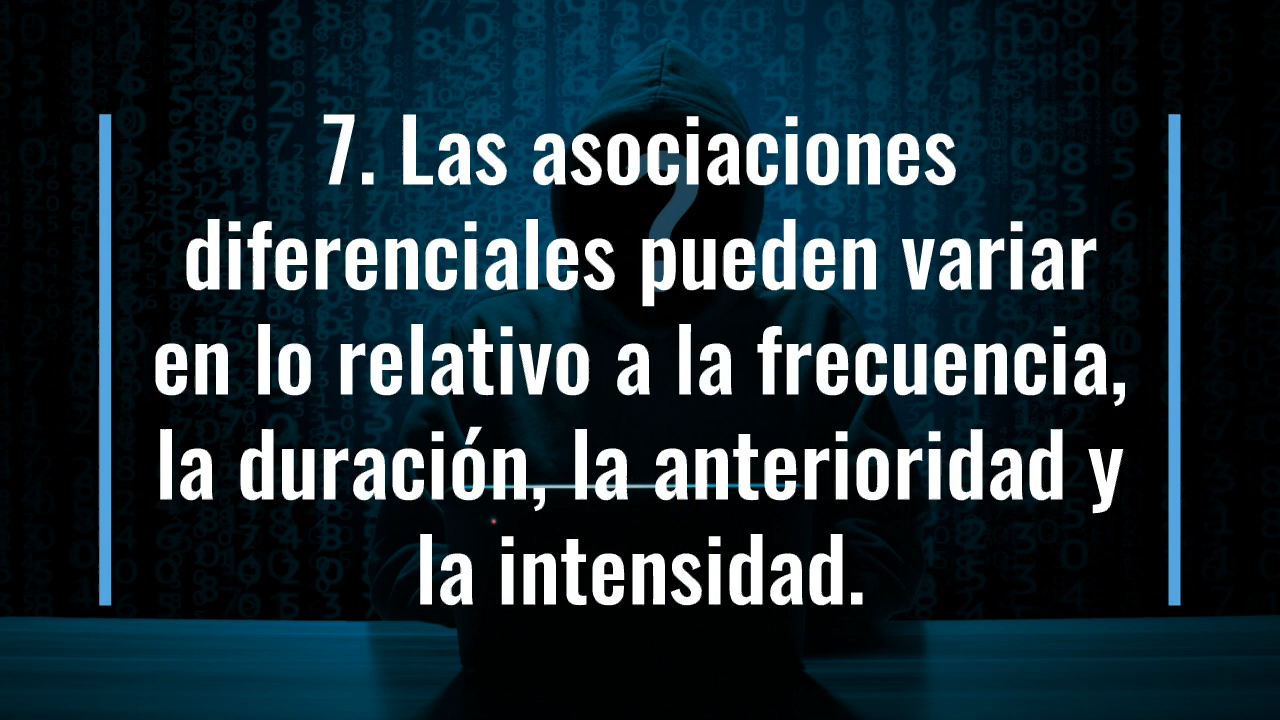 7. Las asociaciones
diferenciales pueden variar
en lo relativo a la frecuencia,
la duración, la anterioridad y
la intensidad.